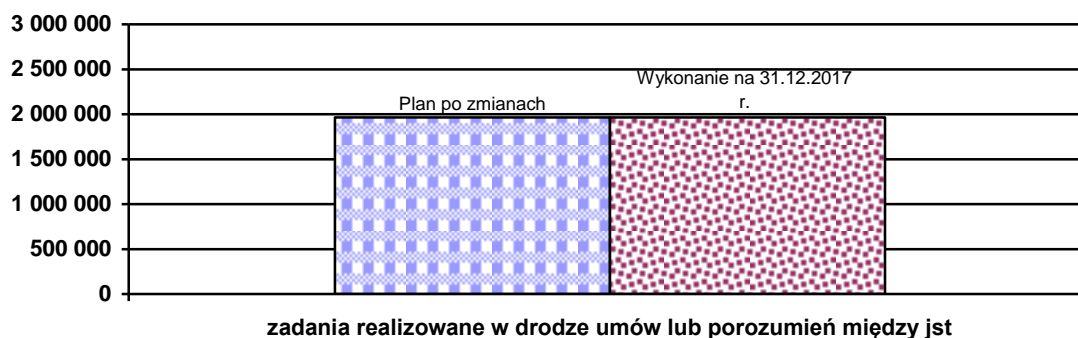 3 000 000
2 500 000
2 000 000
1 500 000
1 000 000
500 000
0
Plan po zmianach
Wykonanie na 31.12.2017
r.
zadania realizowane w drodze umów lub porozumień między jst